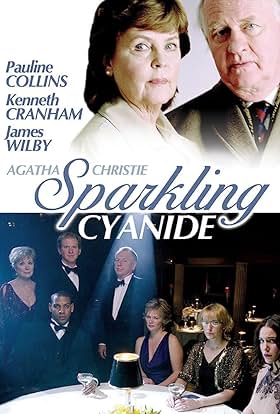 Pauline
COLLINS
Kenneth
CRANHAM
James
WILBY
AGATHA CHRISTIE
Sparkling
CYANIDE